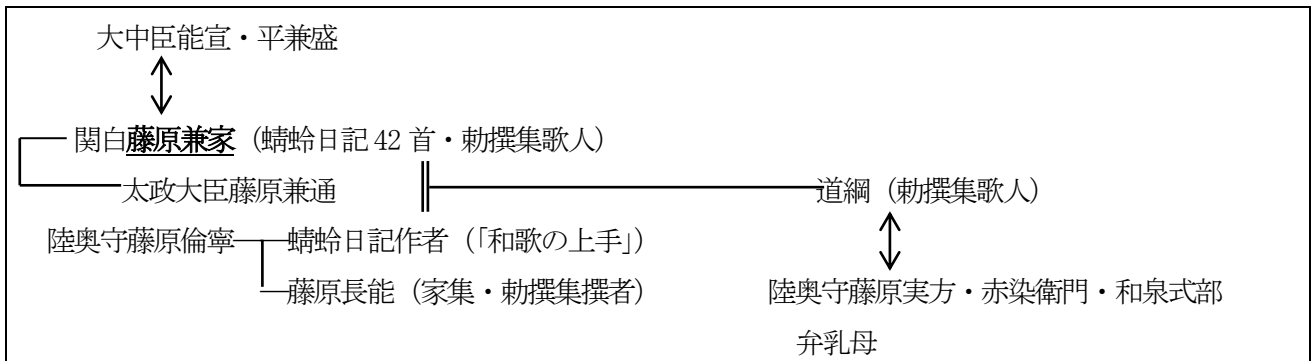 大中臣能宣・平兼盛
関白藤原兼家（蜻蛉日記42首・勅撰集歌人）
太政大臣藤原兼通
道綱（勅撰集歌人）
陸奥守藤原倫寧
蜻蛉日記作者（「和歌の上手」）
藤原長能（家集・勅撰集撰者）
陸奥守藤原実方・赤染衛門・和泉式部
弁乳母